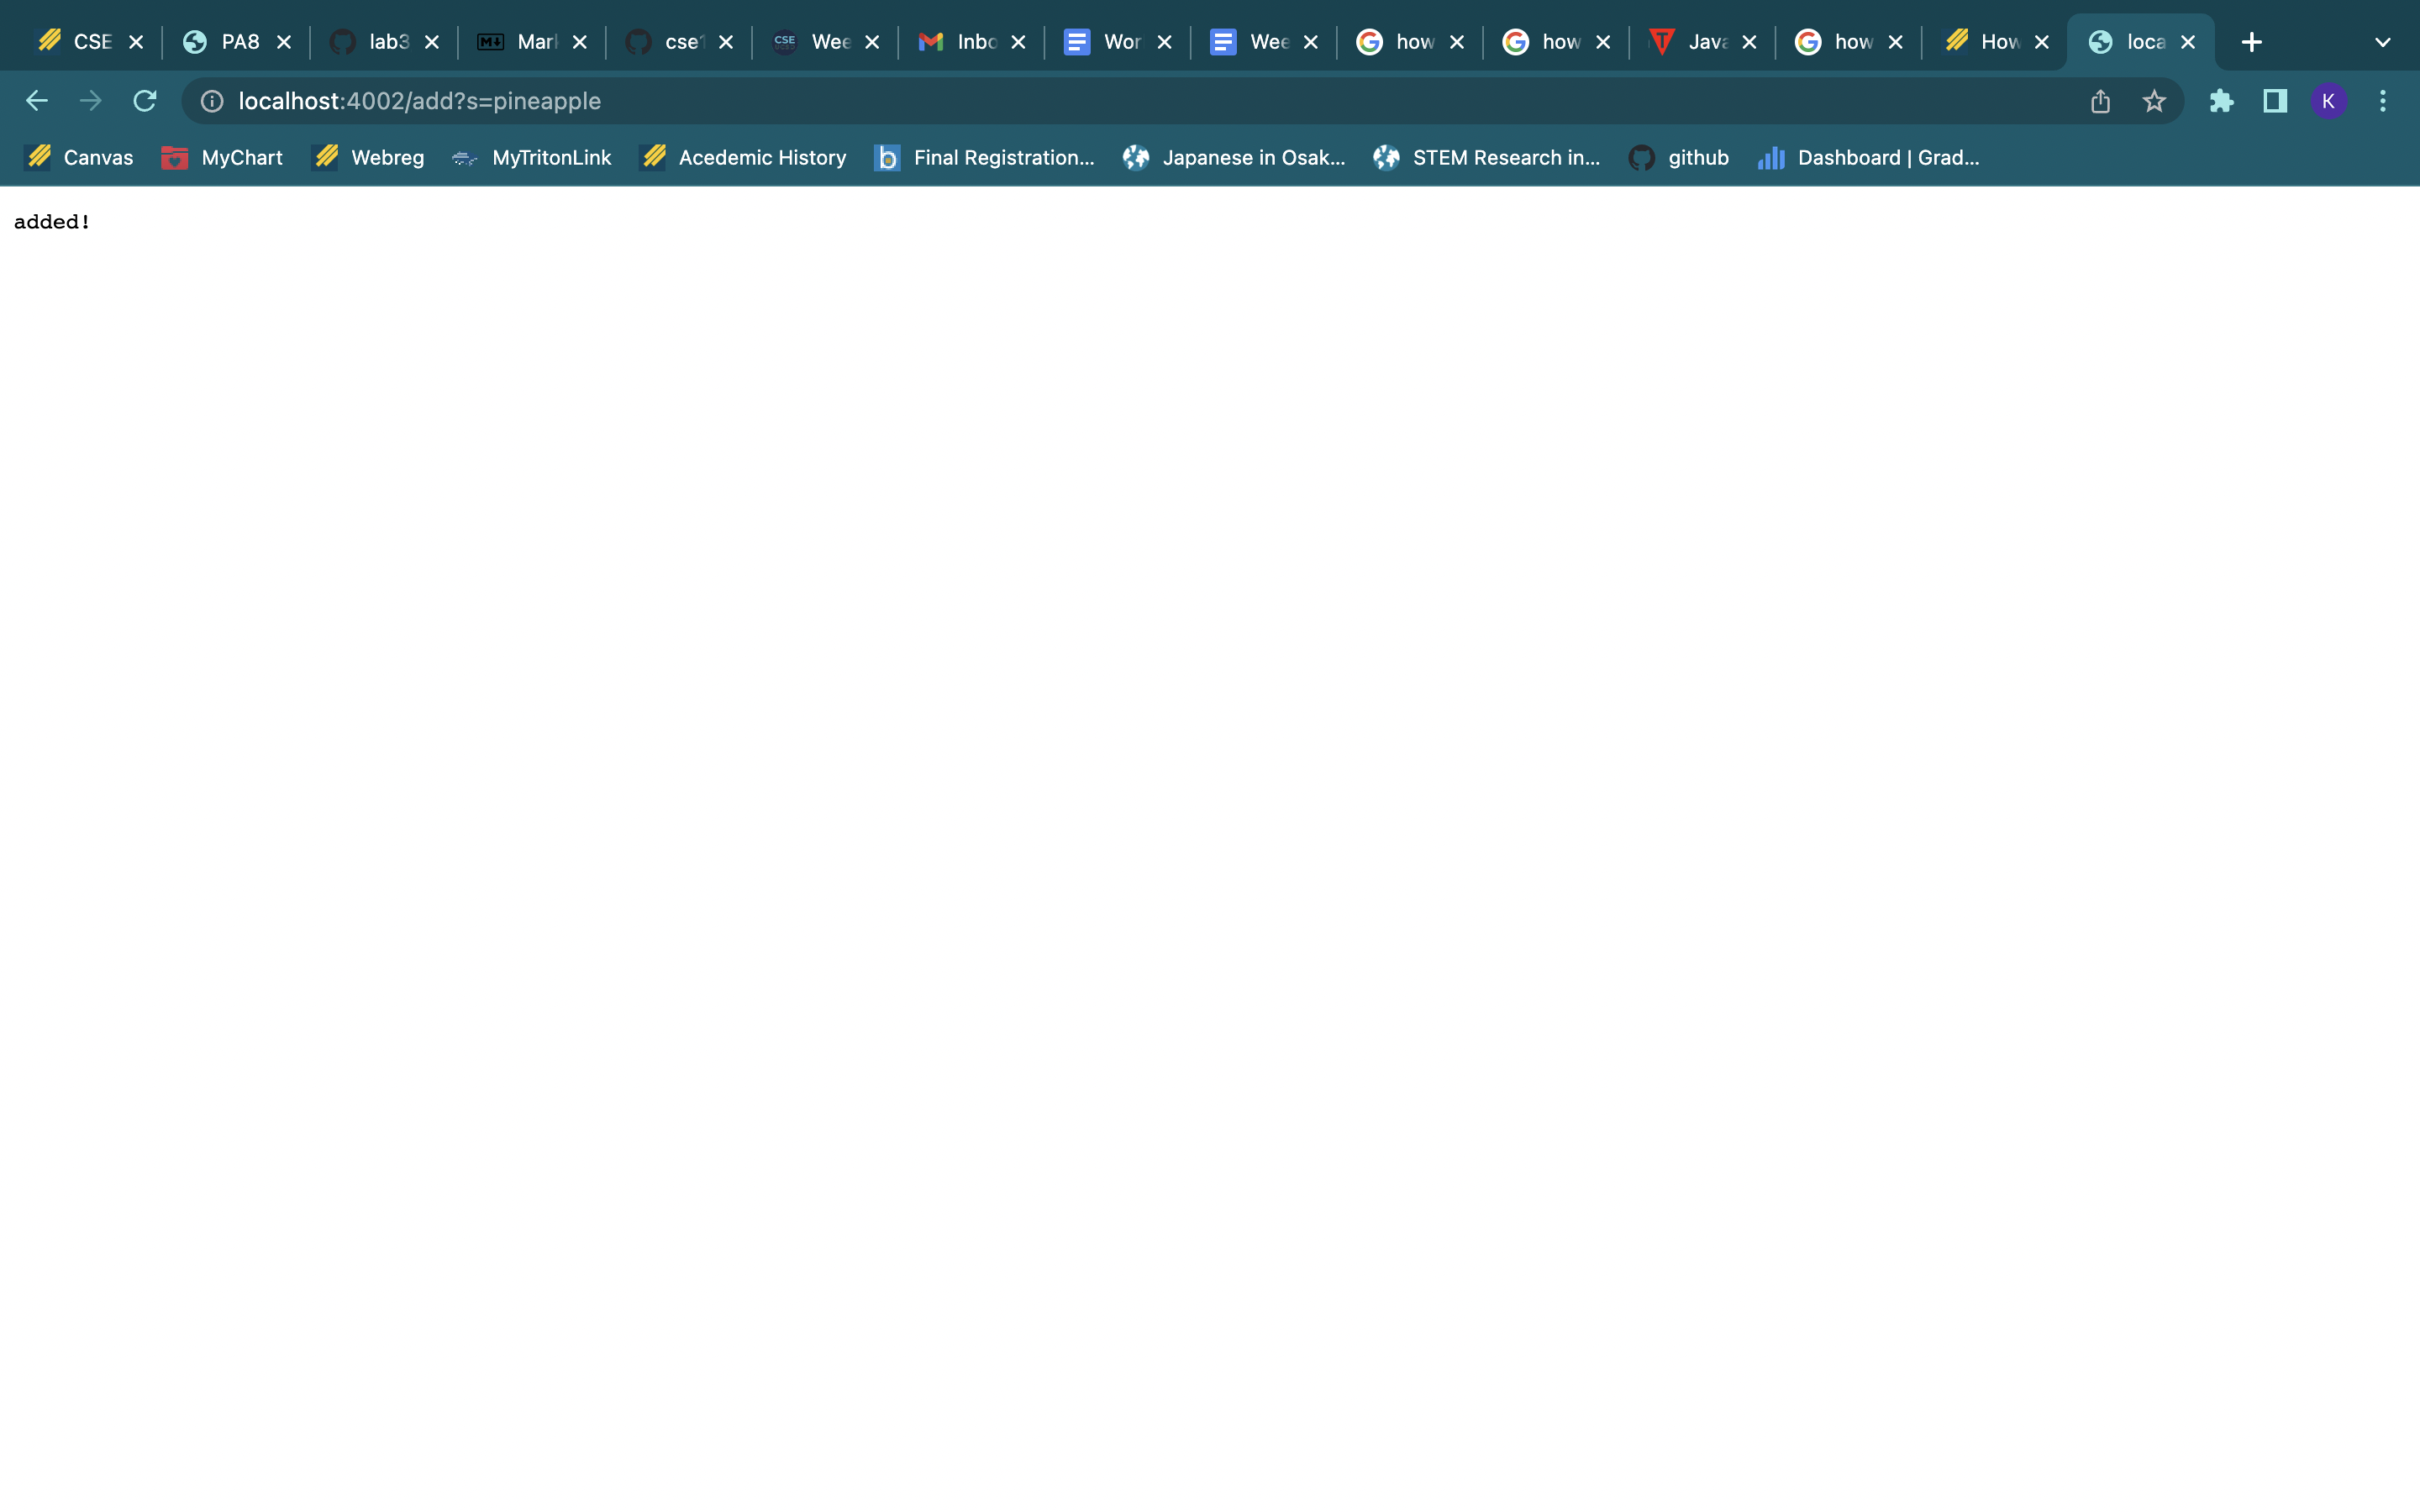 CSE PA8 lab3 Mar cse1 Wee Inbo Wor Wee how how Java how How loca
localhost:4002/add?s=pineapple K
Canvas MyChart Webreg MyTritonLink Acedemic History Final Registration... Japanese in Osak... STEM Research in... github Dashboard | Grad...
added!